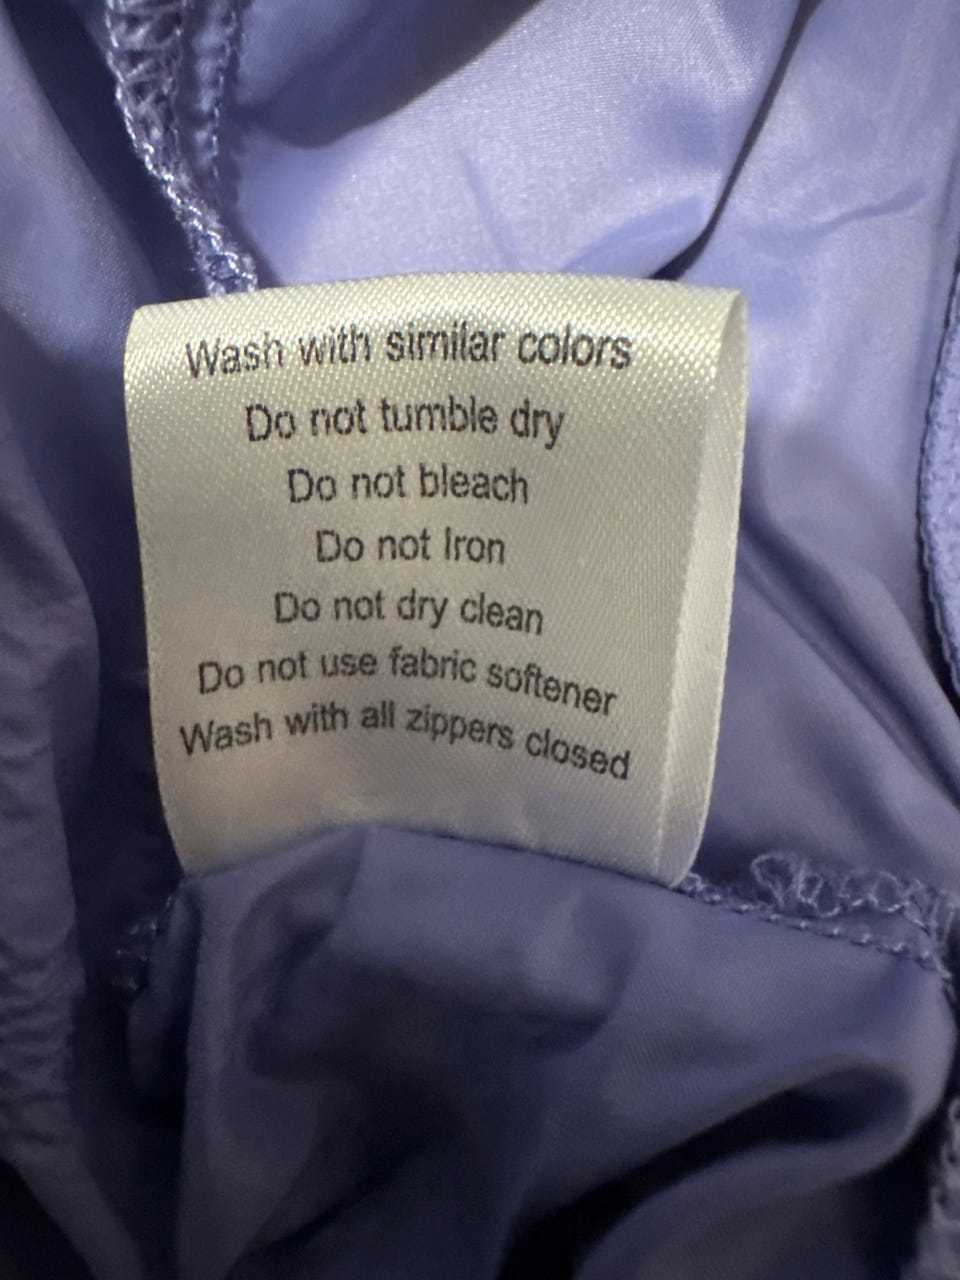 Wash with similar colors
Do not tumble dry
Do not bleach
Do not Iron
Do not dry clean
Do not use fabric softener
Wash with all zippers closed